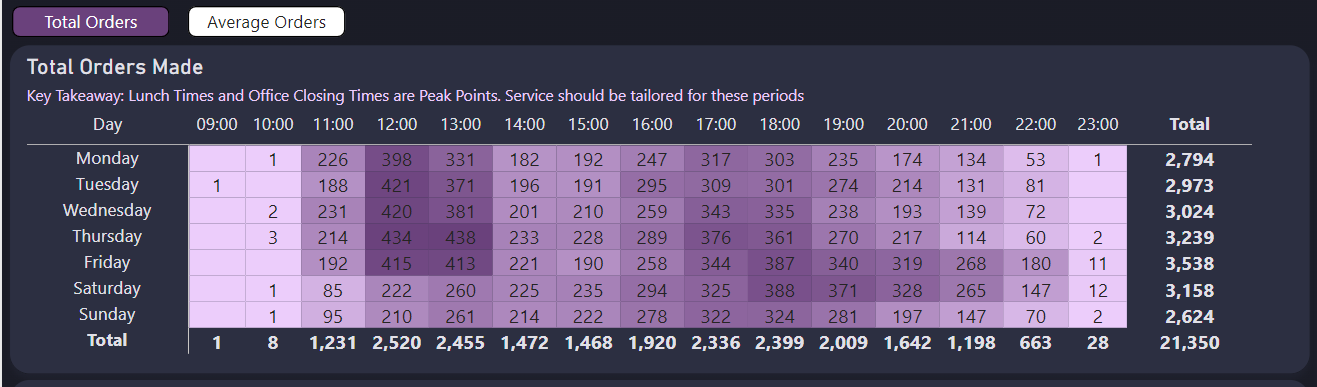 Total Orders Average Orders
Total Orders Made
Key Takeaway: Lunch Times and Office Closing Times are Peak Points. Service should be tailored for these periods
Day 09:00 10:00 11:00 12:00 13:00 14:00 15:00 16:00 17:00 18:00 19:00 20:00 21:00 22:00 23:00 Total
Monday 1 226 398 331 182 192 247 317 303 235 174 134 53 1 2,794
Tuesday 1 188 421 371 196 191 295 309 301 274 214 131 81 2,973
Wednesday 2 231 420 381 201 210 259 343 335 238 193 139 72 3,024
Thursday 3 214 434 438 233 228 289 376 361 270 217 114 60 2 3,239
Friday 192 415 413 221 190 258 344 387 340 319 268 180 11 3,538
Saturday 1 85 222 260 225 235 294 325 388 371 328 265 147 12 3,158
Sunday 1 95 210 261 214 222 278 322 324 281 197 147 70 2 2,624
Total 1 8 1,231 2,520 2,455 1,472 1,468 1,920 2,336 2,399 2,009 1,642 1,198 663 28 21,350